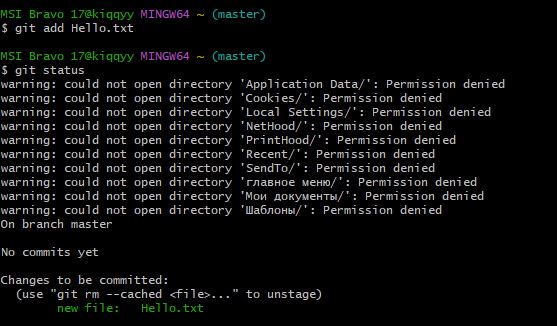 MSI Bravo 17@kiqqyy MINGW64 ~ (master)
$ git add Hello.txt
MSI Bravo 17@kiqqyy MINGW64 ~ (master)
$ git status
warning: could not open directory 'Application Data/': Permission denied
warning: could not open directory 'Cookies/': Permission denied
warning: could not open directory 'Local Settings/': Permission denied
warning: could not open directory 'NetHood/': Permission denied
warning: could not open directory 'PrintHood/': Permission denied
warning: could not open directory 'Recent/': Permission denied
warning: could not open directory 'SendTo/': Permission denied
warning: could not open directory 'главное меню/': Permission denied
warning: could not open directory 'Мои документы/': Permission denied
warning: could not open directory 'Шаблоны/': Permission denied
On branch master
No commits yet
Changes to be committed:
(use "git rm --cached <file>..." to unstage)
new file:   Hello.txt